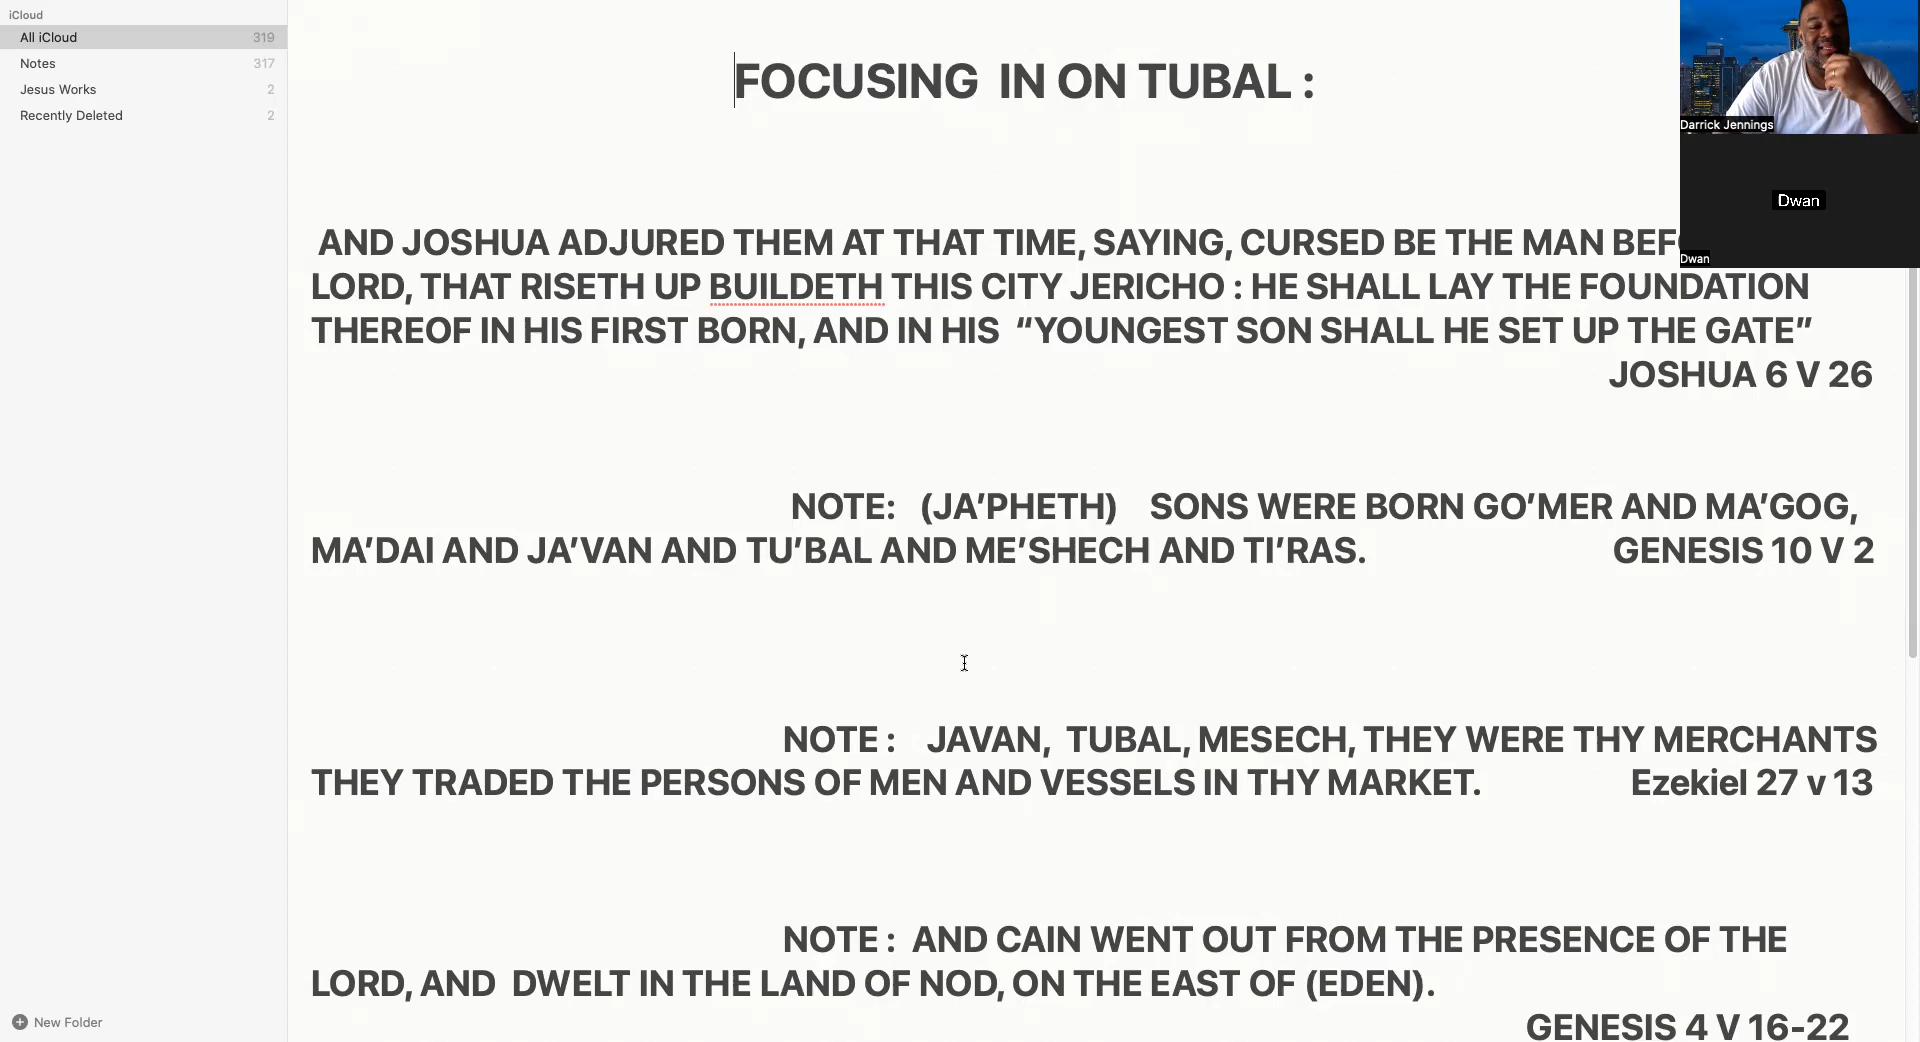 iCloud
All iCloud 319
Notes 317
Jesus Works 2
Recently Deleted 2
New Folder
FOCUSING IN ON TUBAL :
AND JOSHUA ADJURED THEM AT THAT TIME, SAYING, CURSED BE THE MAN
LORD, THAT RISETH UP BUILDETH THIS CITY JERICHO : HE SHALL LAY THE FOUNDATION
THEREOF IN HIS FIRST BORN, AND IN HIS “YOUNGEST SON SHALL HE SET UP THE GATE”
JOSHUA 6 V 26
NOTE: (JA’PHETH) SONS WERE BORN GO’MER AND MA’GOG,
MA’DAI AND JA’VAN AND TU’BAL AND ME’SHECH AND TI’RAS. GENESIS 10 V 2
NOTE : JAVAN, TUBAL, MESECH, THEY WERE THY MERCHANTS
THEY TRADED THE PERSONS OF MEN AND VESSELS IN THY MARKET. Ezekiel 27 v 13
NOTE : AND CAIN WENT OUT FROM THE PRESENCE OF THE
LORD, AND DWELT IN THE LAND OF NOD, ON THE EAST OF (EDEN).
GENESIS 4 V 16-22
Darrick Jennings
Dwan
Dwan